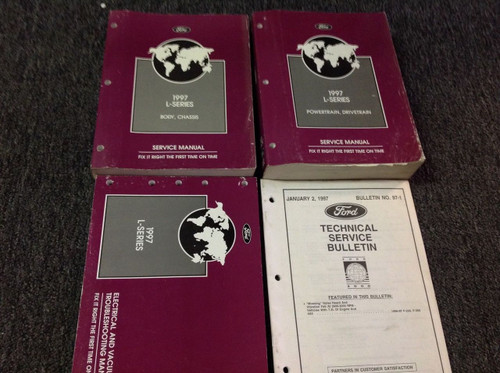 Ford
1997
L-SERIES
BODY, CHASSIS
SERVICE MANUAL
FIX IT RIGHT THE FIRST TIME ON TIME
Ford
1997
L-SERIES
POWERTRAIN, DRIVETRAIN
SERVICE MANUAL
FIX IT RIGHT THE FIRST TIME ON TIME
Ford
1997
L-SERIES
ELECTRICAL AND VACUU
TROUBLESHOOTING MAN
FIX IT RIGHT THE FIRST TIME ON
JANUARY 2, 1997 BULLETIN NO. 97-1
Ford
TECHNICAL
SERVICE
BULLETIN
FEATURED IN THIS BULLETIN:
PARTNERS IN CUSTOMER SATISFACTION